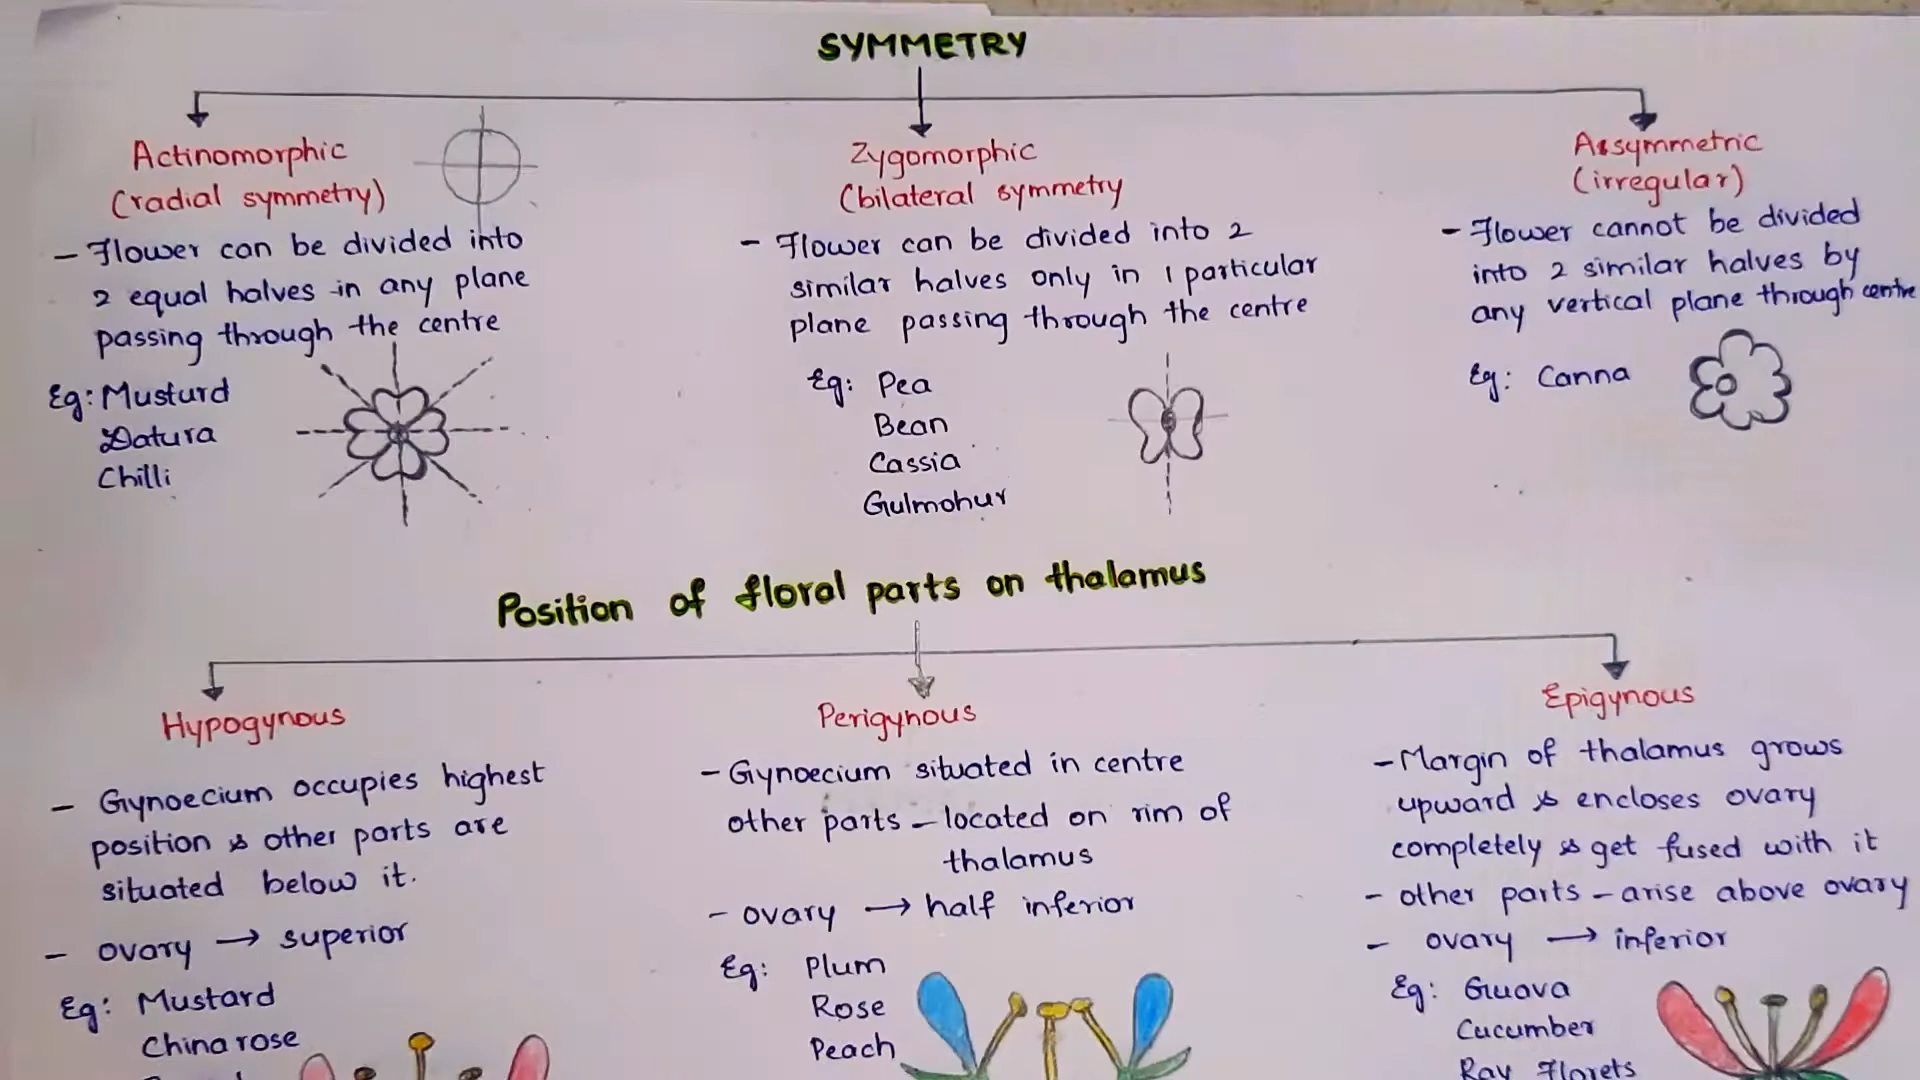 SYMMETRY
Actinomorphic
(radial symmetry)
- Flower can be divided into
2 equal halves in any plane
passing through the centre
Eg: Musturd
Datura
Chilli
Zygomorphic
(bilateral symmetry
- Flower can be divided into 2
similar halves only in 1 particular
plane passing through the centre
Eg: Pea
Bean
Cassia
Gulmohur
Assymmetric
(irregular)
- Flower cannot be divided
into 2 similar halves by
any vertical plane through centre
Eg: Canna
Position of floral parts on thalamus
Hypogynous
- Gynoecium occupies highest
position & other parts are
situated below it.
- ovary → superior
Eg: Mustard
China rose
Perigynous
- Gynoecium situated in centre
other parts - located on rim of
thalamus
- ovary → half inferior
Eg: Plum
Rose
Peach
Epigynous
- Margin of thalamus grows
upward & encloses ovary
completely & get fused with it
- other parts - arise above ovary
- ovary → inferior
Eg: Guava
Cucumber
Ray Florets